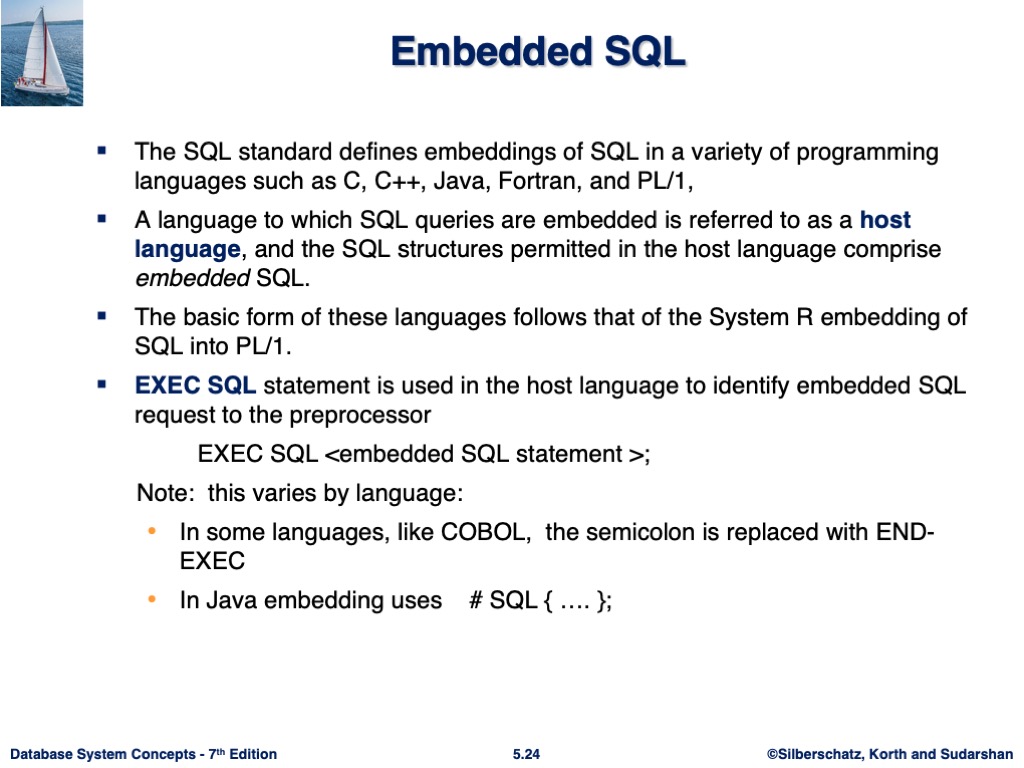 Embedded SQL
▪ The SQL standard defines embeddings of SQL in a variety of programming
languages such as C, C++, Java, Fortran, and PL/1,
▪ A language to which SQL queries are embedded is referred to as a host
language, and the SQL structures permitted in the host language comprise
embedded SQL.
▪ The basic form of these languages follows that of the System R embedding of
SQL into PL/1.
▪ EXEC SQL statement is used in the host language to identify embedded SQL
request to the preprocessor
EXEC SQL <embedded SQL statement >;
Note: this varies by language:
• In some languages, like COBOL, the semicolon is replaced with END-
EXEC
• In Java embedding uses # SQL { …. };
Database System Concepts - 7th Edition 5.24 ©Silberschatz, Korth and Sudarshan